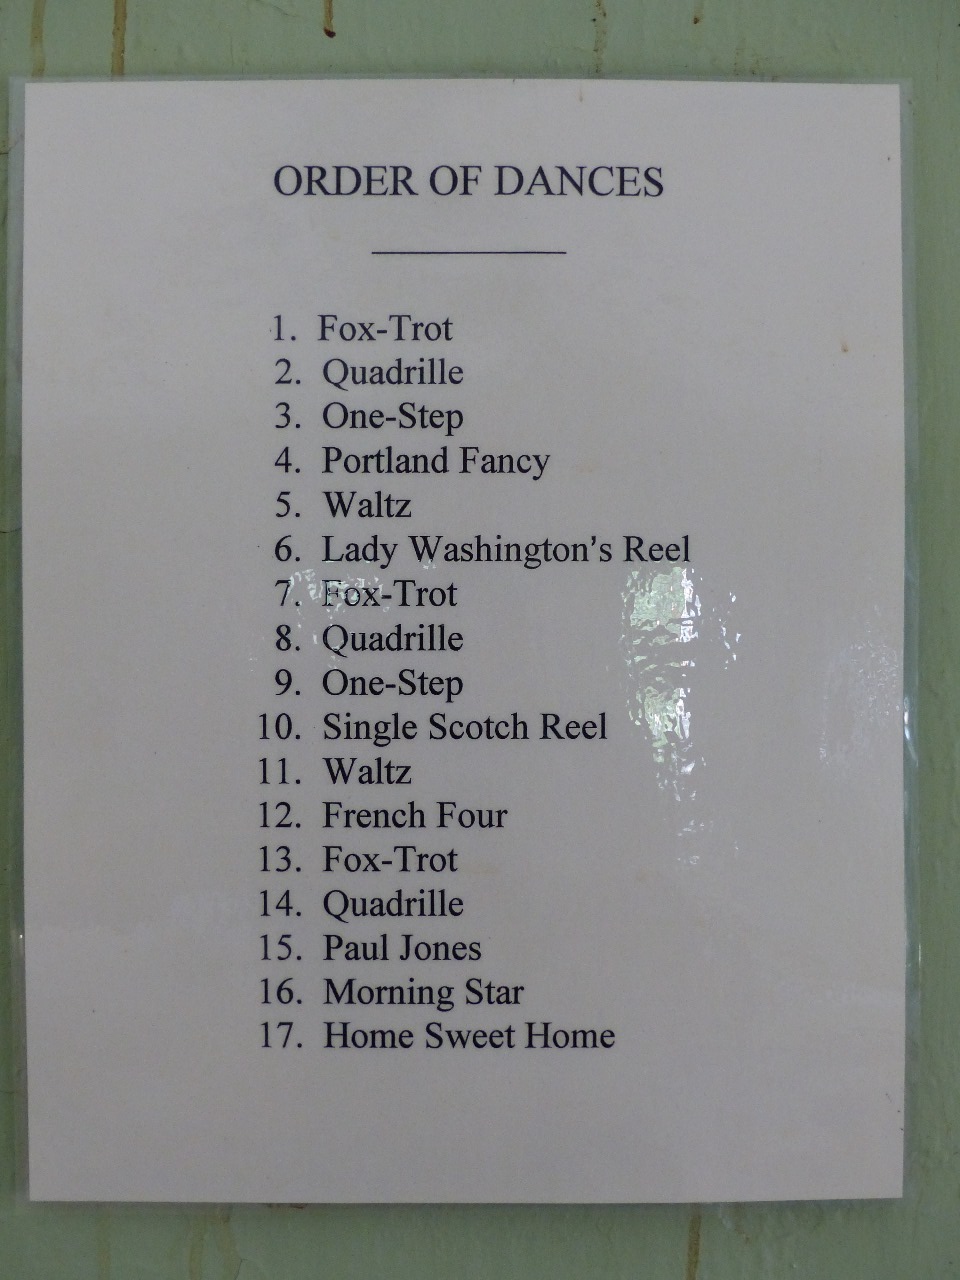 ORDER OF DANCES
1. Fox-Trot
2. Quadrille
3. One-Step
4. Portland Fancy
5. Waltz
6. Lady Washington's Reel
7. Fox-Trot
8. Quadrille
9. One-Step
10. Single Scotch Reel
11. Waltz
12. French Four
13. Fox-Trot
14. Quadrille
15. Paul Jones
16. Morning Star
17. Home Sweet Home